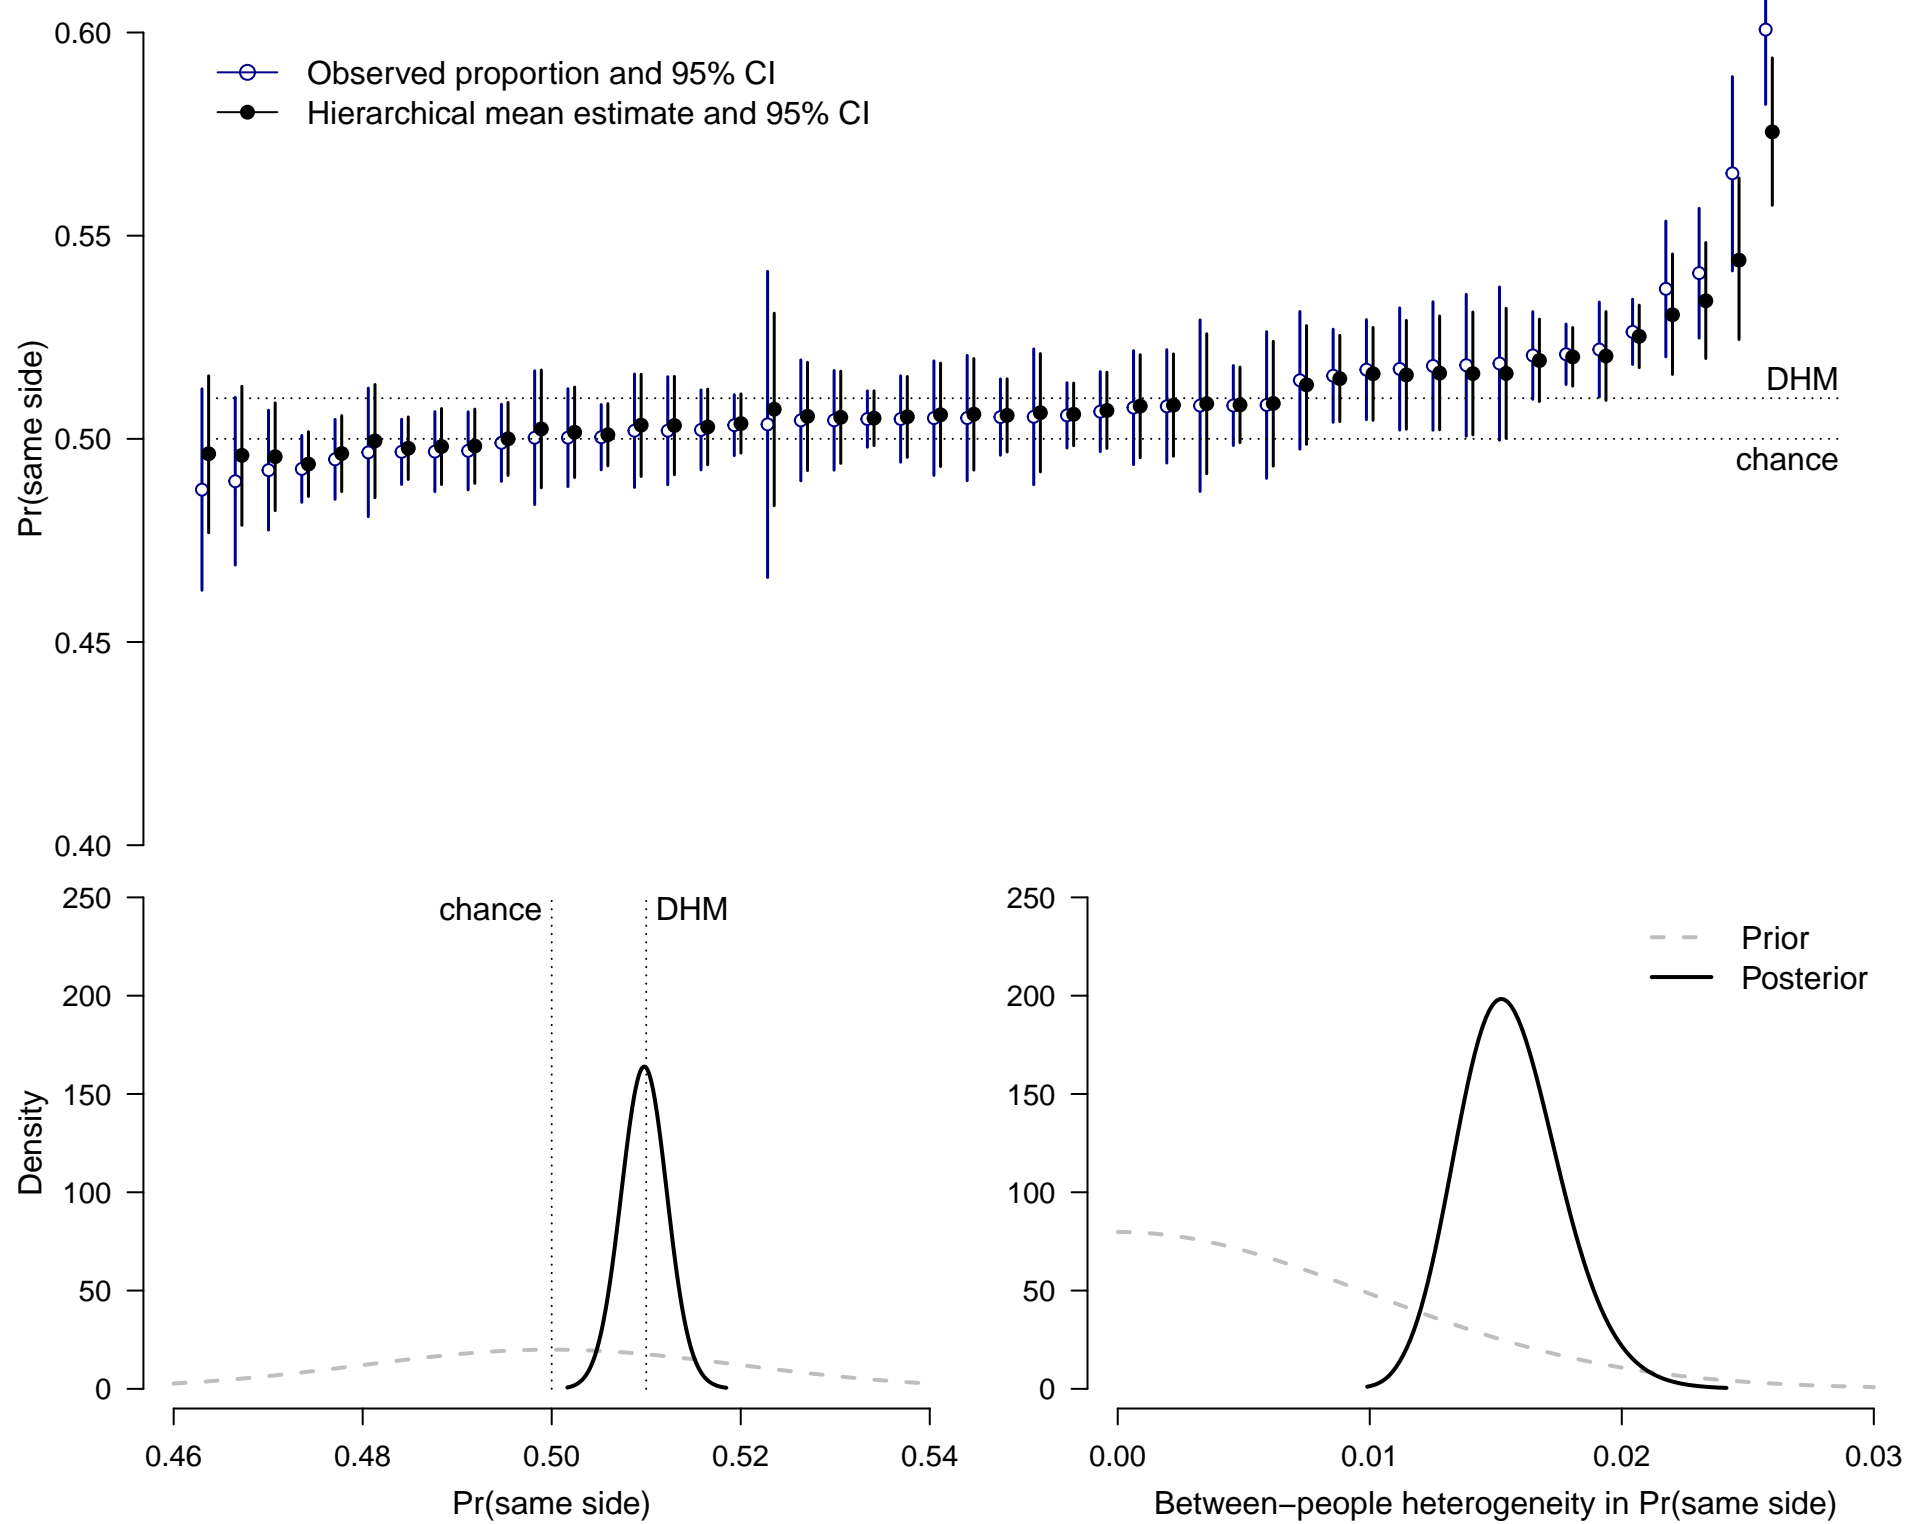 0.60
Observed proportion and 95% CI
Hierarchical mean estimate and 95% CI
0.55
Pr(same side)
DHM
0.50
chance
0.45
0.40
250
chance
DHM
200
150
Density
100
50
0
0.46
0.48
0.50
0.52
0.54
Pr(same side)
250
Prior
Posterior
200
150
100
50
0
0.00
0.01
0.02
0.03
Between−people heterogeneity in Pr(same side)